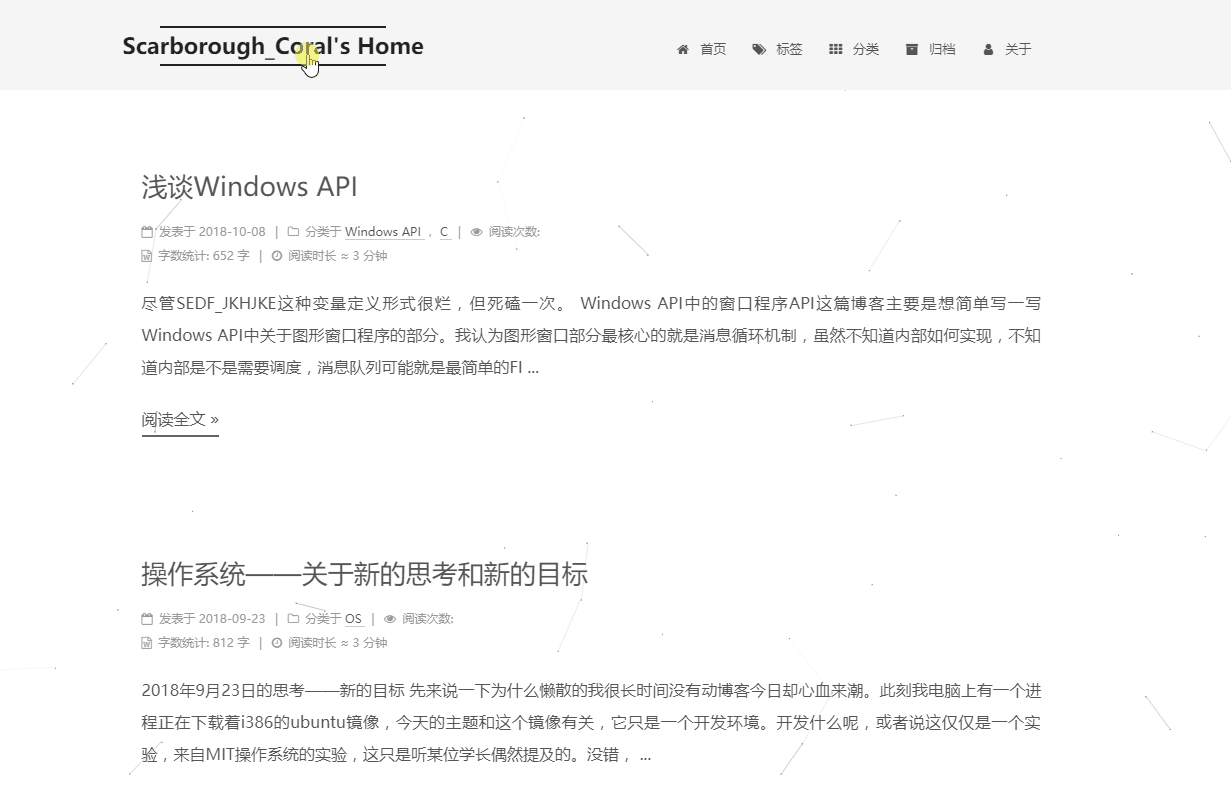 Scarborough_Coral's Home
首页 标签 分类 归档 关于
浅谈Windows API
发表于 2018-10-08 | 分类于 Windows API , C | 阅读次数:
字数统计: 652 字 | 阅读时长 ≈ 3 分钟
尽管SEDF_JKHJKE这种变量定义形式很烂，但死磕一次。 Windows API中的窗口程序API这篇博客主要是想简单写一写
Windows API中关于图形窗口程序的部分。我认为图形窗口部分最核心的就是消息循环机制，虽然不知道内部如何实现，不知
道内部是不是需要调度，消息队列可能就是最简单的FI ...
阅读全文 »
操作系统——关于新的思考和新的目标
发表于 2018-09-23 | 分类于 OS | 阅读次数:
字数统计: 812 字 | 阅读时长 ≈ 3 分钟
2018年9月23日的思考——新的目标 先来说一下为什么懒散的我很长时间没有动博客今日却心血来潮。此刻我电脑上有一个进
程正在下载着i386的ubuntu镜像，今天的主题和这个镜像有关，它只是一个开发环境。开发什么呢，或者说这仅仅是一个实
验，来自MIT操作系统的实验，这只是听某位学长偶然提及的。没错， ...